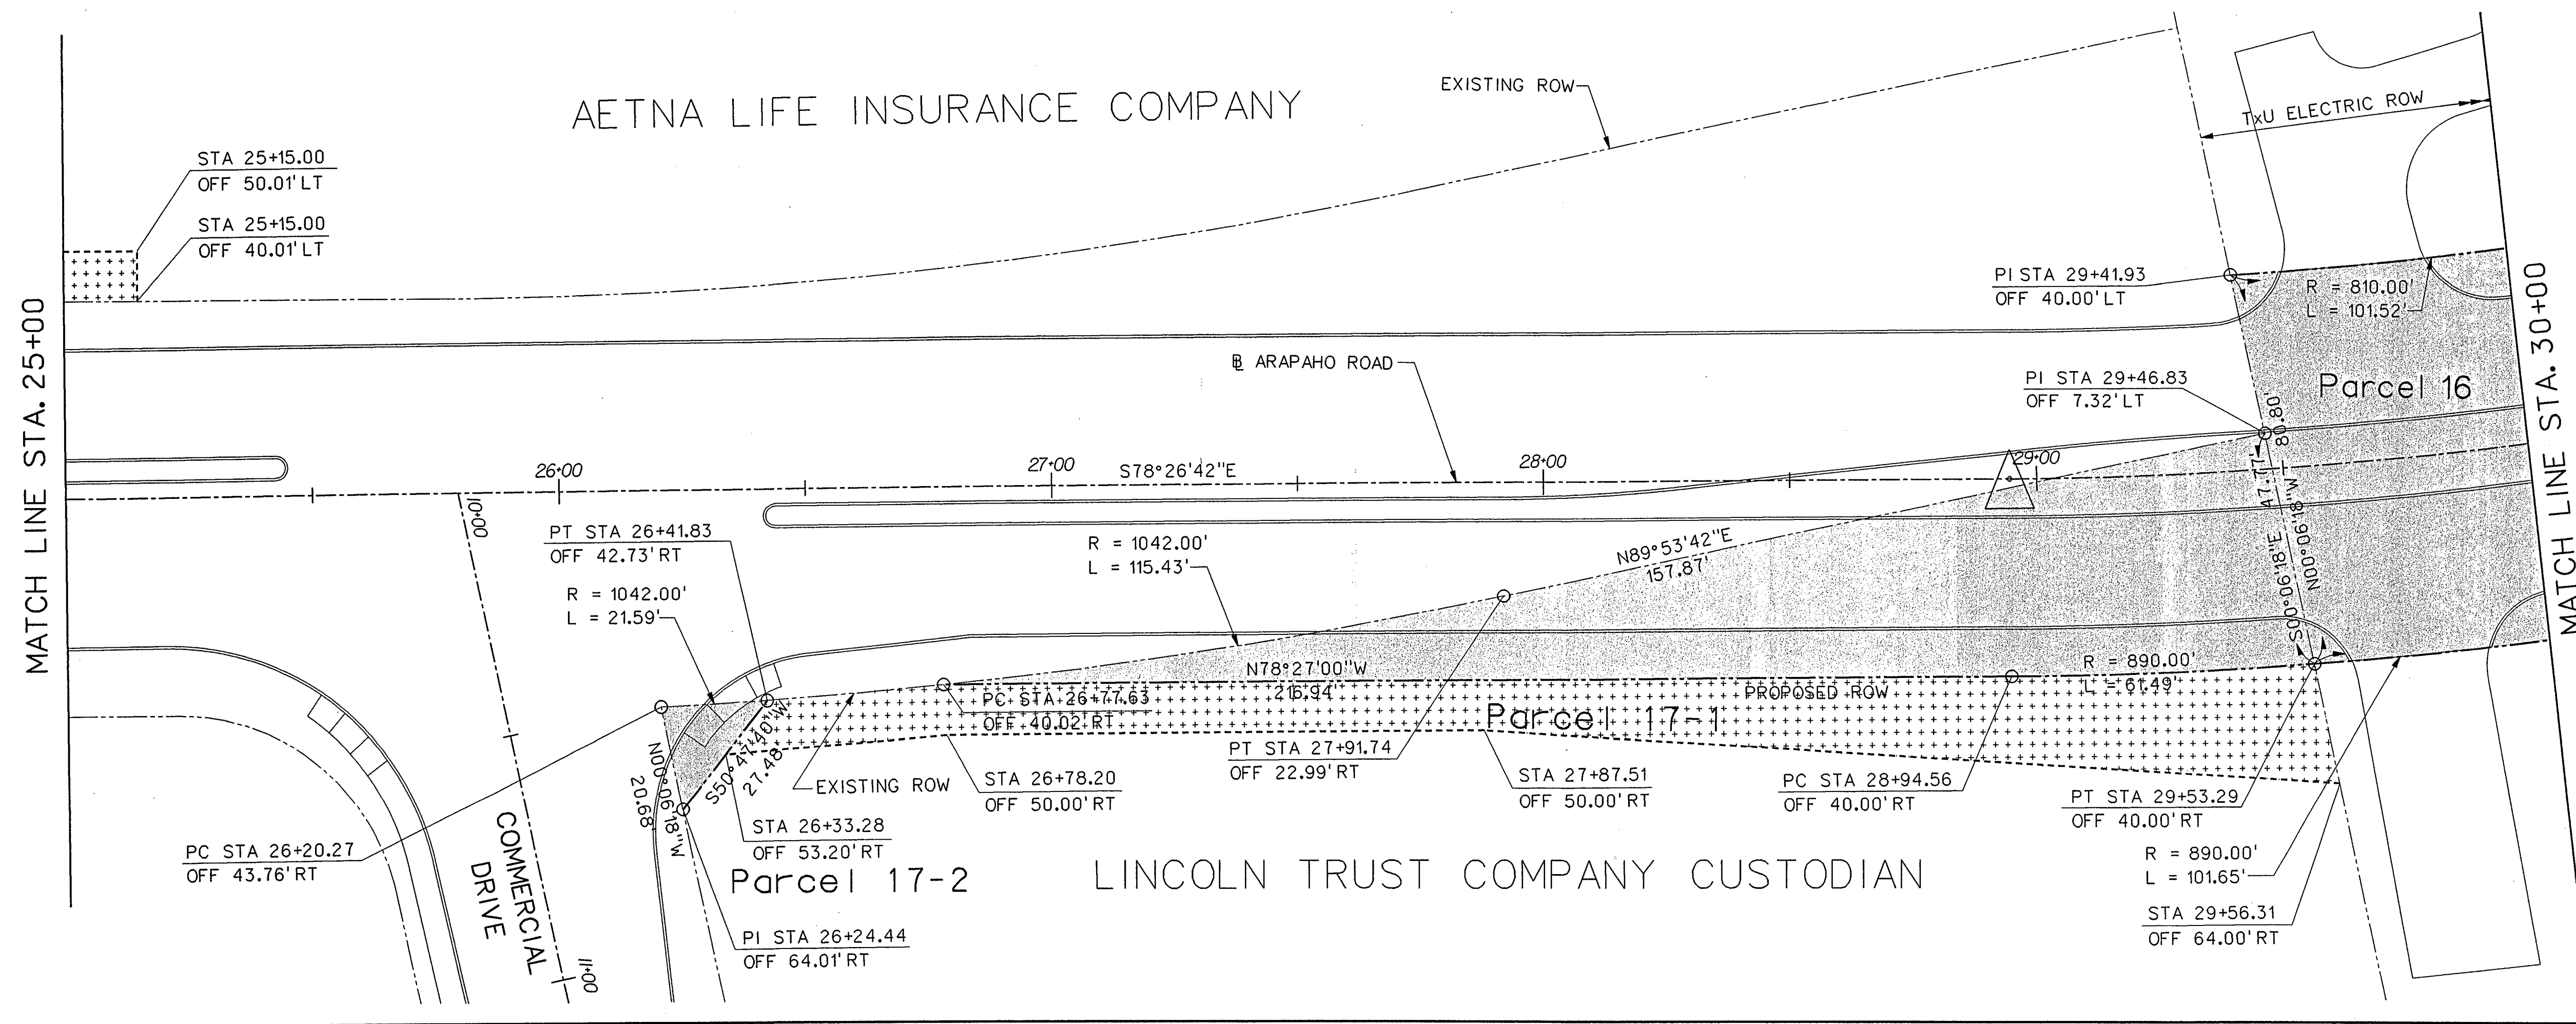 AETNA LIFE INSURANCE COMPANY
EXISTING ROW
TxU ELECTRIC ROW
STA 25+15.00
OFF 50.01' LT
STA 25+15.00
OFF 40.01' LT
MATCH LINE STA. 25+00
MATCH LINE STA. 30+00
PI STA 29+41.93
OFF 40.00' LT
R = 810.00'
L = 101.52'
℄ ARAPAHO ROAD
PI STA 29+46.83
OFF 7.32' LT
Parcel 16
80.80'
47.17'
S00°06'18"E
N00°06'18"W
26+00
27+00
S78°26'42"E
28+00
29+00
10+00
PT STA 26+41.83
OFF 42.73' RT
R = 1042.00'
L = 21.59'
R = 1042.00'
L = 115.43'
N89°53'42"E
157.87'
N78°27'00"W
216.94'
R = 890.00'
L = 61.49'
PROPOSED ROW
PC STA 26+77.63
OFF 40.02' RT
Parcel 17-1
S50°47'40"W
27.48'
N00°06'18"W
20.68'
EXISTING ROW
STA 26+78.20
OFF 50.00' RT
PT STA 27+91.74
OFF 22.99' RT
STA 27+87.51
OFF 50.00' RT
PC STA 28+94.56
OFF 40.00' RT
PT STA 29+53.29
OFF 40.00' RT
STA 26+33.28
OFF 53.20' RT
PC STA 26+20.27
OFF 43.76' RT
COMMERCIAL
DRIVE
Parcel 17-2
LINCOLN TRUST COMPANY CUSTODIAN
R = 890.00'
L = 101.65'
STA 29+56.31
OFF 64.00' RT
PI STA 26+24.44
OFF 64.01' RT
11+00